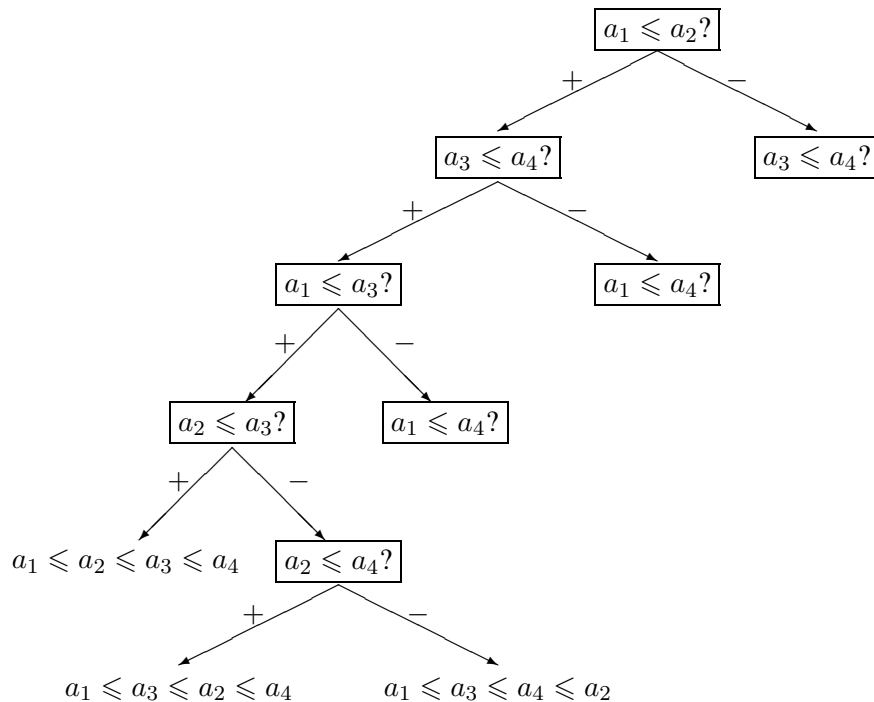 a₁ ⩽ a₂?
+ −
a₃ ⩽ a₄? a₃ ⩽ a₄?
+ −
a₁ ⩽ a₃? a₁ ⩽ a₄?
+ −
a₂ ⩽ a₃? a₁ ⩽ a₄?
+ −
a₁ ⩽ a₂ ⩽ a₃ ⩽ a₄ a₂ ⩽ a₄?
+ −
a₁ ⩽ a₃ ⩽ a₂ ⩽ a₄ a₁ ⩽ a₃ ⩽ a₄ ⩽ a₂